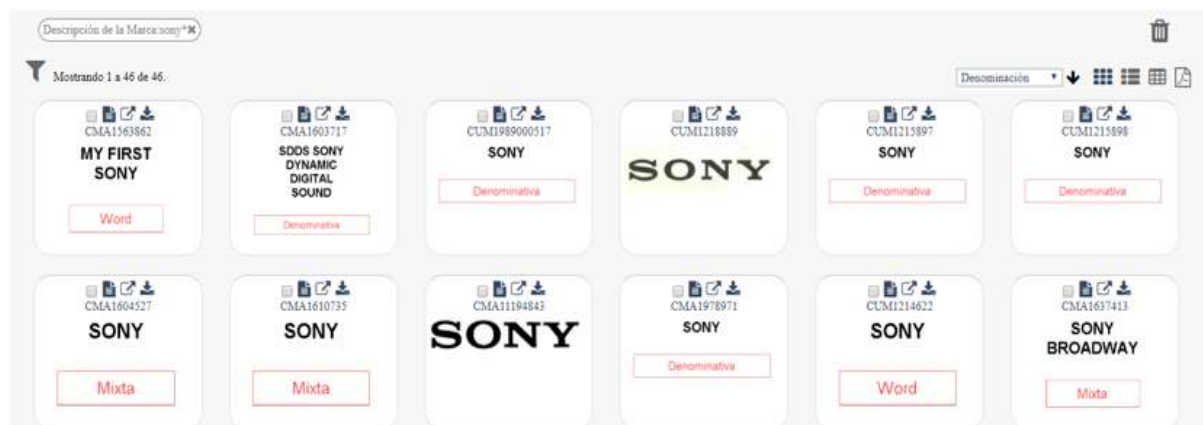 Descripción de la Marca:sony*✖
Mostrando 1 a 46 de 46.
Denominación
CMA1563862
MY FIRST
SONY
Word
CMA1603717
SDDS SONY
DYNAMIC
DIGITAL
SOUND
Denominativa
CUM1989000517
SONY
Denominativa
CUM1218889
SONY
CUM1215897
SONY
Denominativa
CUM1215898
SONY
Denominativa
CMA1604527
SONY
Mixta
CMA1610735
SONY
Mixta
CMA11194843
SONY
CMA1978971
SONY
Denominativa
CUM1214622
SONY
Word
CMA1637413
SONY
BROADWAY
Mixta